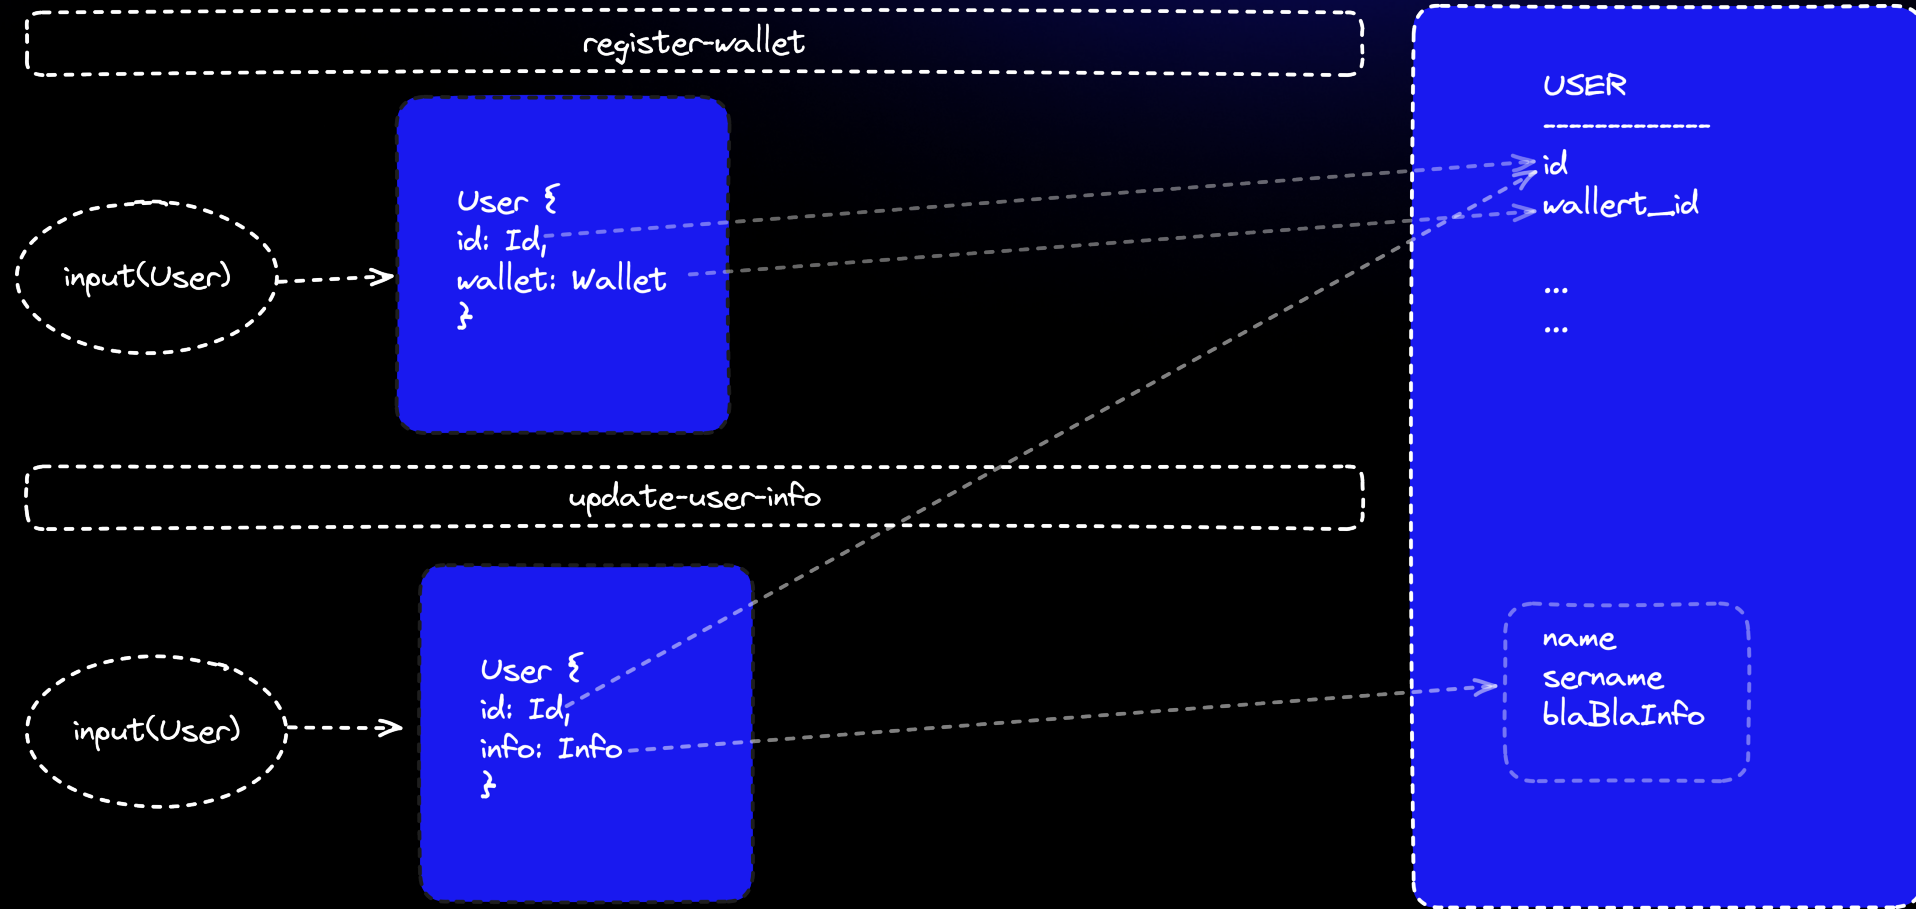 register-wallet
input(User)
User {
id: Id,
wallet: Wallet
}
update-user-info
input(User)
User {
id: Id,
info: Info
}
USER
--------------
id
wallert_id
...
...
name
sername
blaBlaInfo